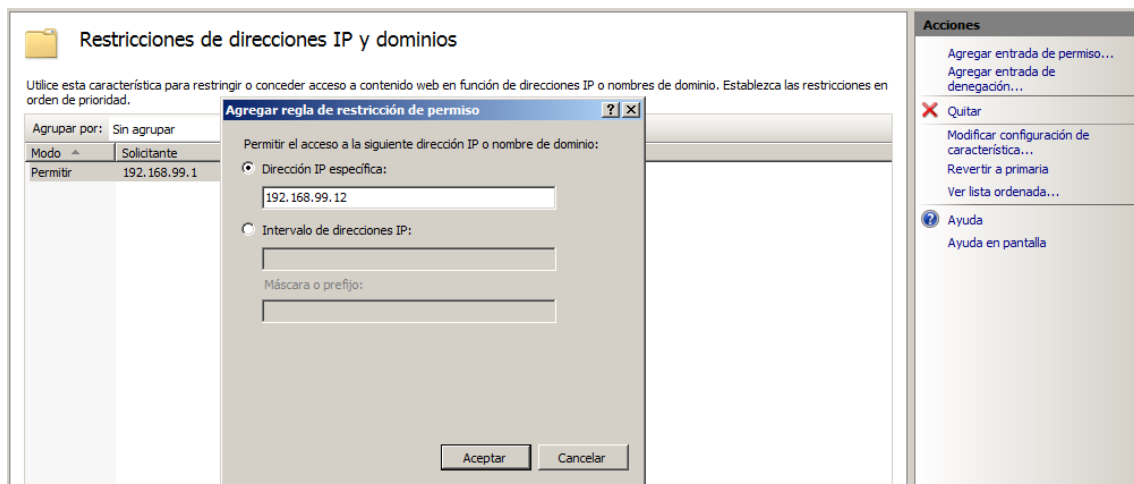 Restricciones de direcciones IP y dominios
Utilice esta característica para restringir o conceder acceso a contenido web en función de direcciones IP o nombres de dominio. Establezca las restricciones en
orden de prioridad.
Agrupar por: Sin agrupar
Modo Solicitante
Permitir 192.168.99.1
Agregar regla de restricción de permiso
Permitir el acceso a la siguiente dirección IP o nombre de dominio:
Dirección IP específica:
192.168.99.12
Intervalo de direcciones IP:
Máscara o prefijo:
Aceptar Cancelar
Acciones
Agregar entrada de permiso...
Agregar entrada de
denegación...
Quitar
Modificar configuración de
característica...
Revertir a primaria
Ver lista ordenada...
Ayuda
Ayuda en pantalla